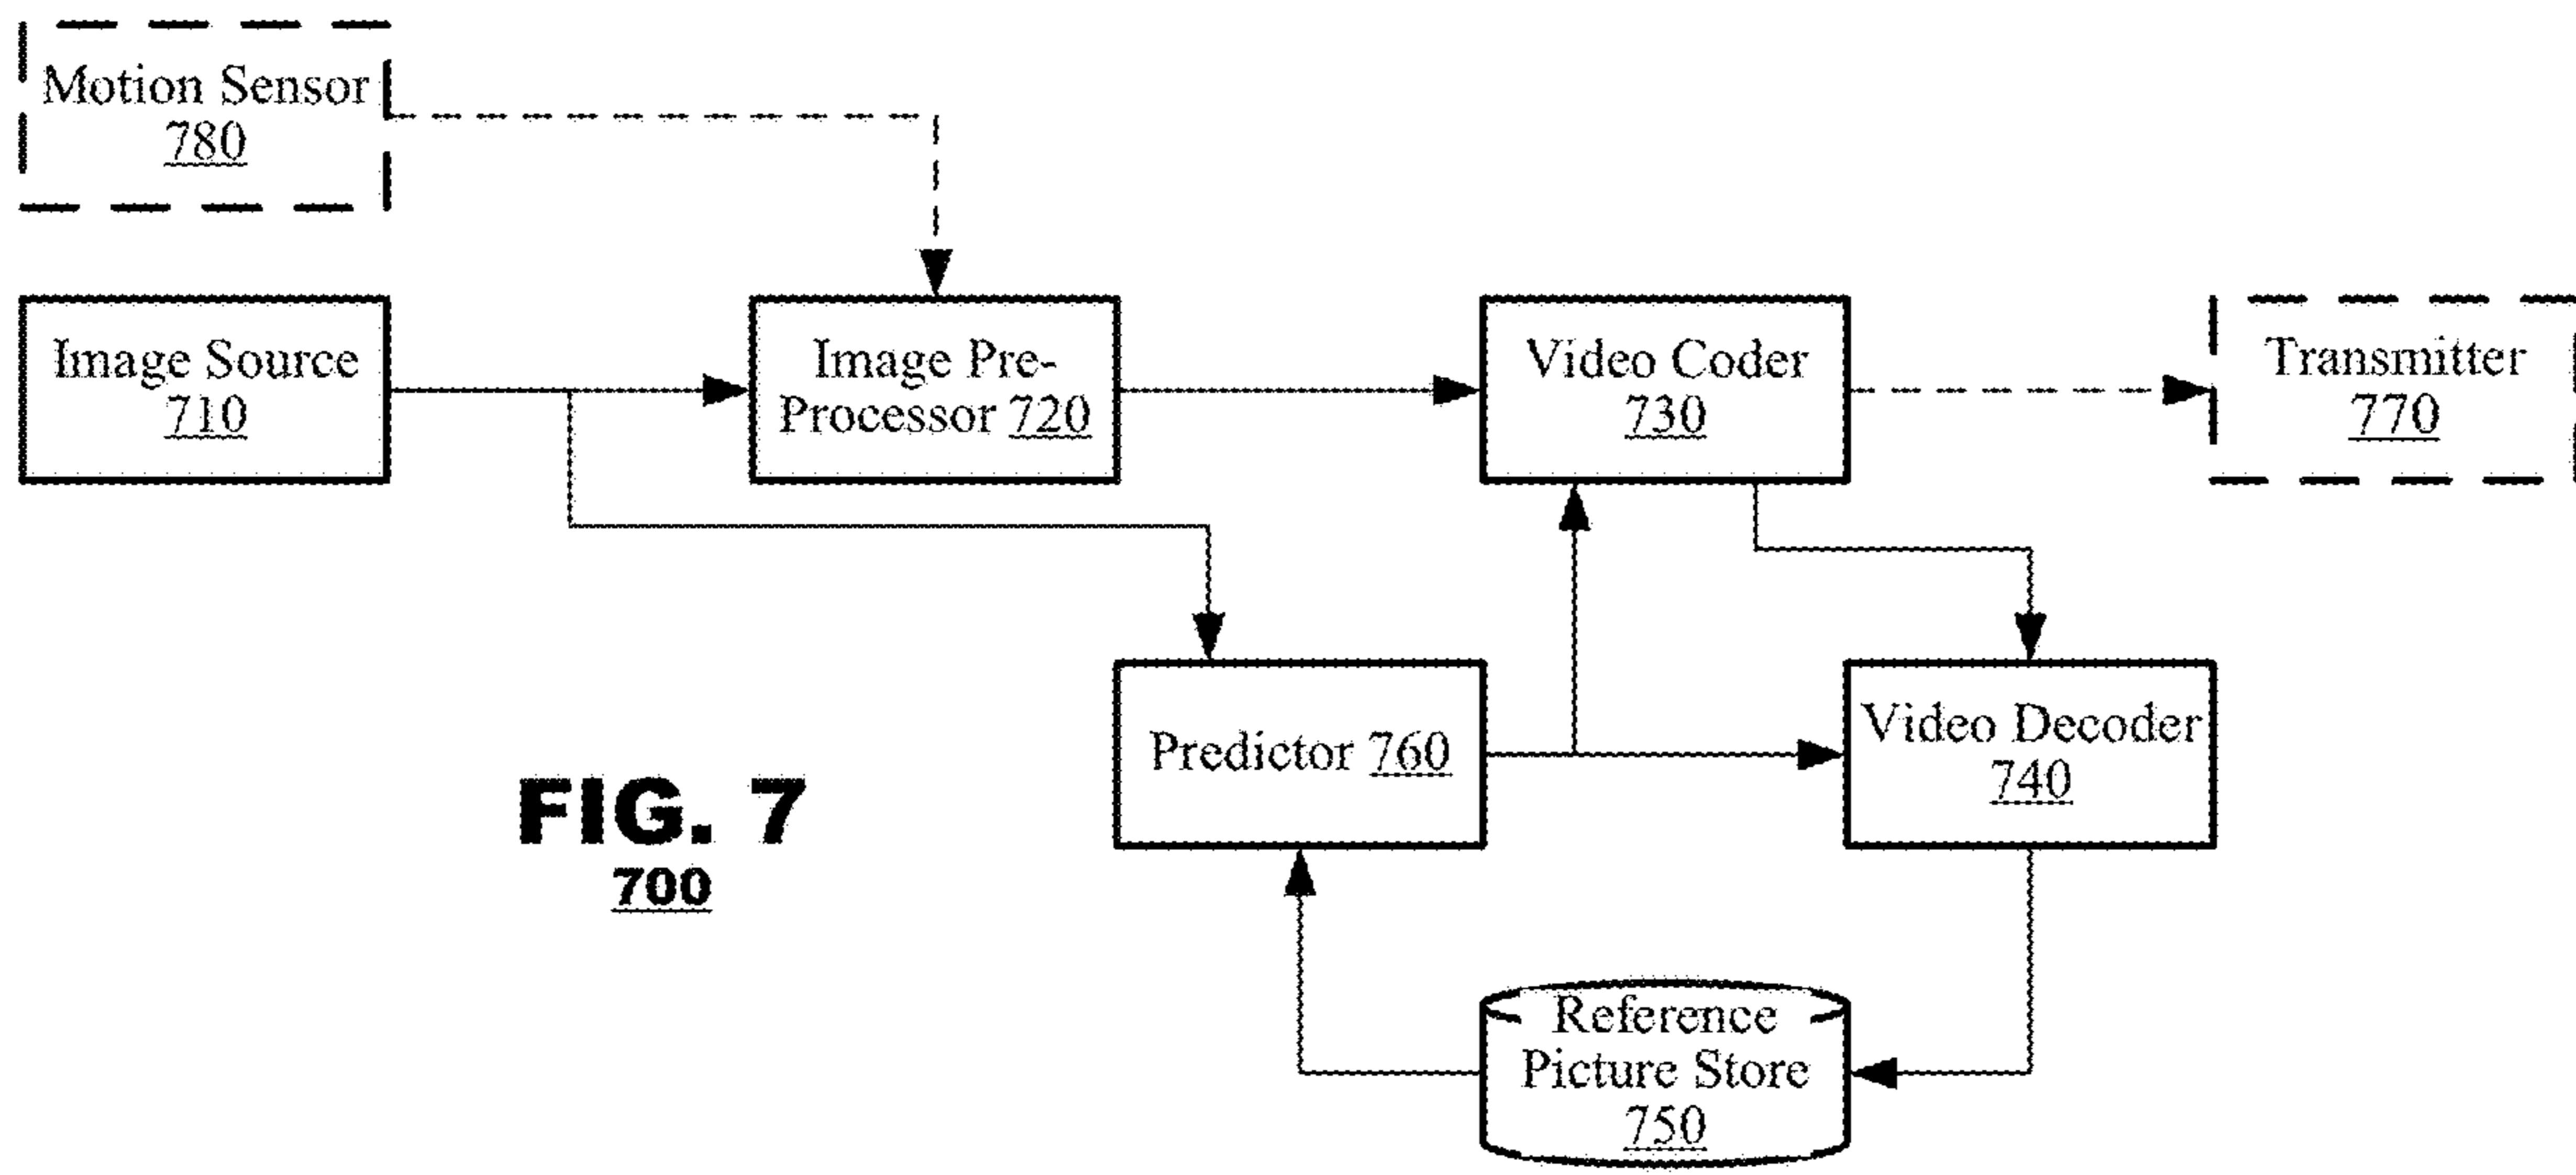 Motion Sensor
780
Image Source
710
Image Pre-
Processor 720
Video Coder
730
Transmitter
770
Predictor 760
Video Decoder
740
FIG. 7
700
Reference
Picture Store
750